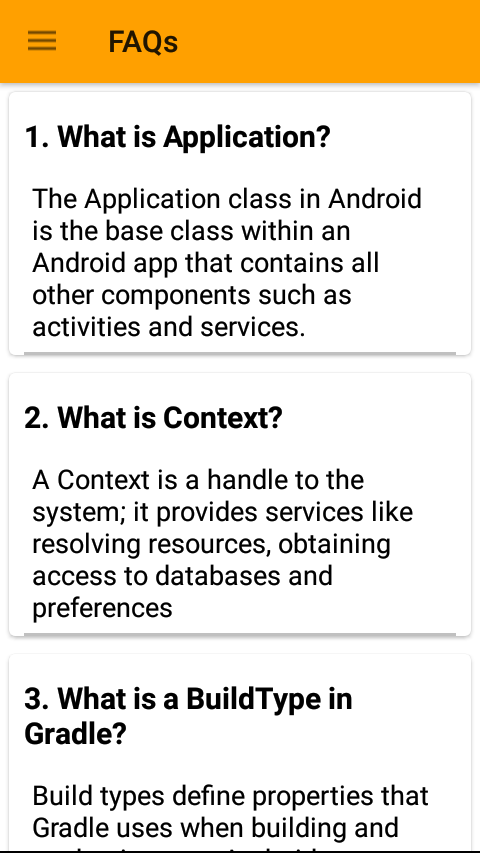 FAQs
1. What is Application?
The Application class in Android
is the base class within an
Android app that contains all
other components such as
activities and services.
2. What is Context?
A Context is a handle to the
system; it provides services like
resolving resources, obtaining
access to databases and
preferences
3. What is a BuildType in
Gradle?
Build types define properties that
Gradle uses when building and